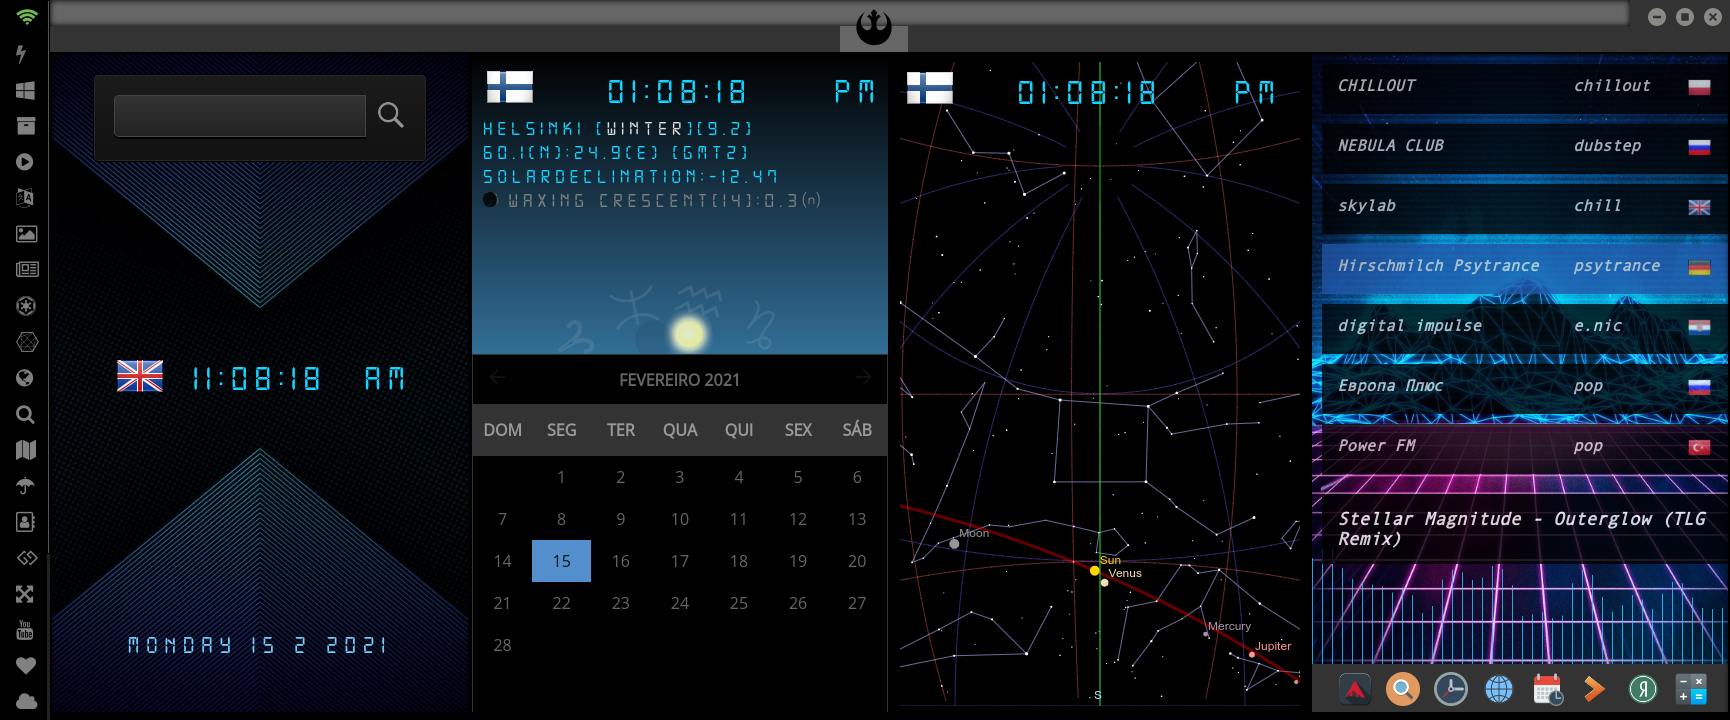 11:08:18 AM
MONDAY 15 2 2021
01:08:18 PM
HELSINKI [WINTER][9.2]
60.1(N):24.9(E) [GMT2]
SOLARDECLINATION:-12.47
WAXING CRESCENT[14]:0.3(n)
FEVEREIRO 2021
DOM SEG TER QUA QUI SEX SÁB
1 2 3 4 5 6
7 8 9 10 11 12 13
14 15 16 17 18 19 20
21 22 23 24 25 26 27
28
01:08:18 PM
Moon
Sun
Venus
Mercury
Jupiter
S
CHILLOUT chillout
NEBULA CLUB dubstep
skylab chill
Hirschmilch Psytrance psytrance
digital impulse e.nic
Европа Плюс pop
Power FM pop
Stellar Magnitude - Outerglow (TLG
Remix)
You
Tube
Я